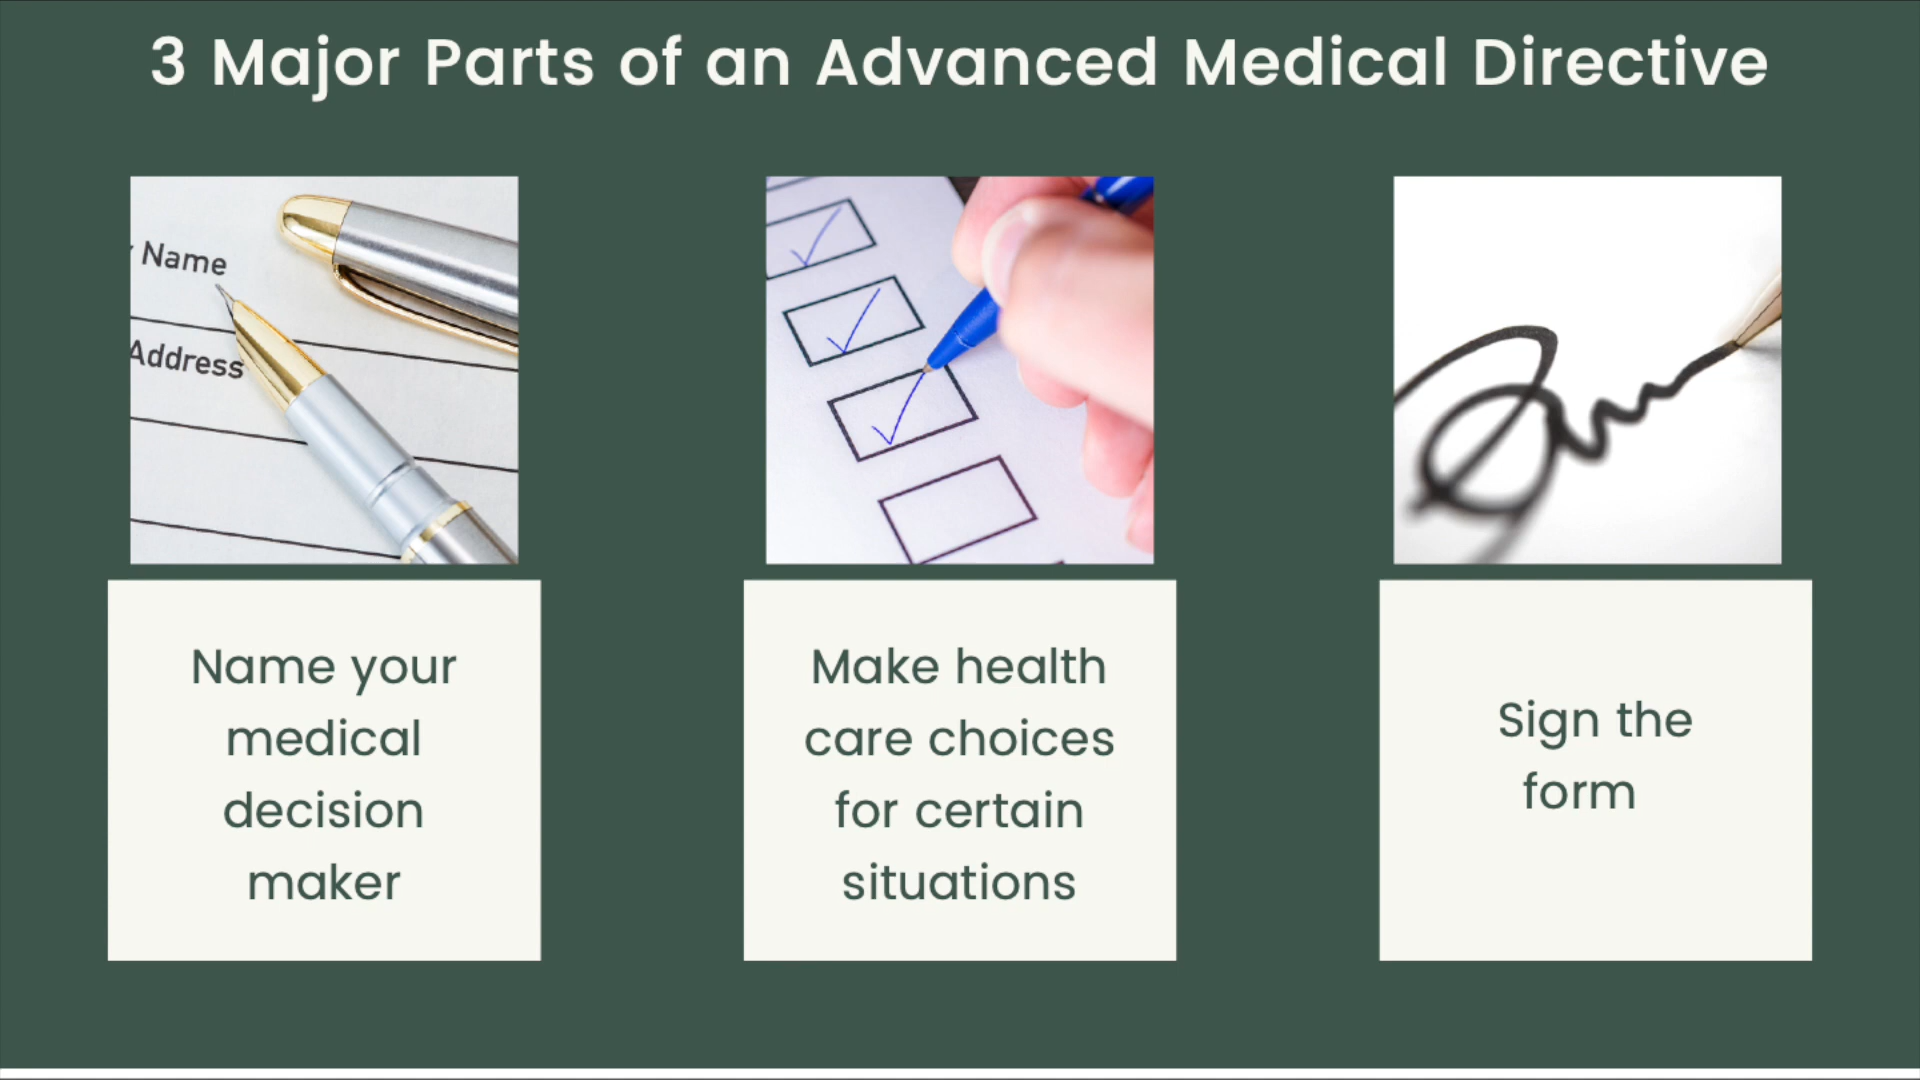 3 Major Parts of an Advanced Medical Directive
Name
Address
Name your
medical
decision
maker
Make health
care choices
for certain
situations
Sign the
form